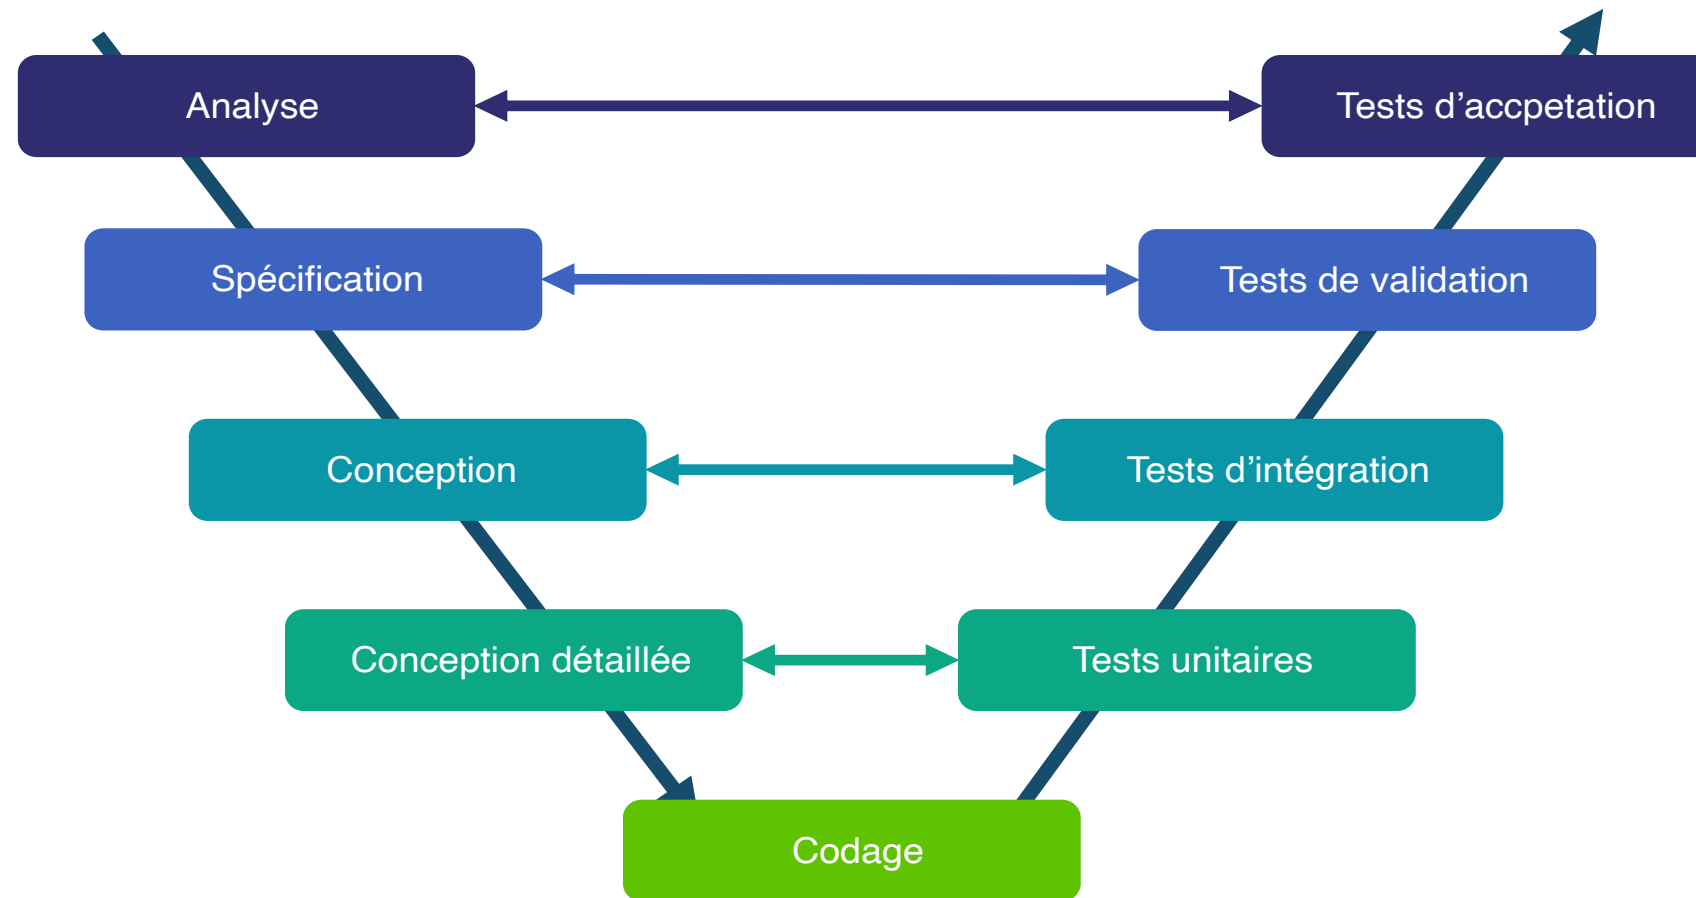 Analyse
Tests d’accpetation
Spécification
Tests de validation
Conception
Tests d’intégration
Conception détaillée
Tests unitaires
Codage